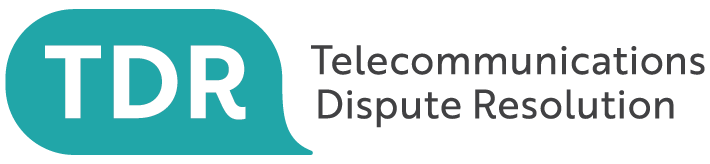 TDR
Telecommunications
Dispute Resolution